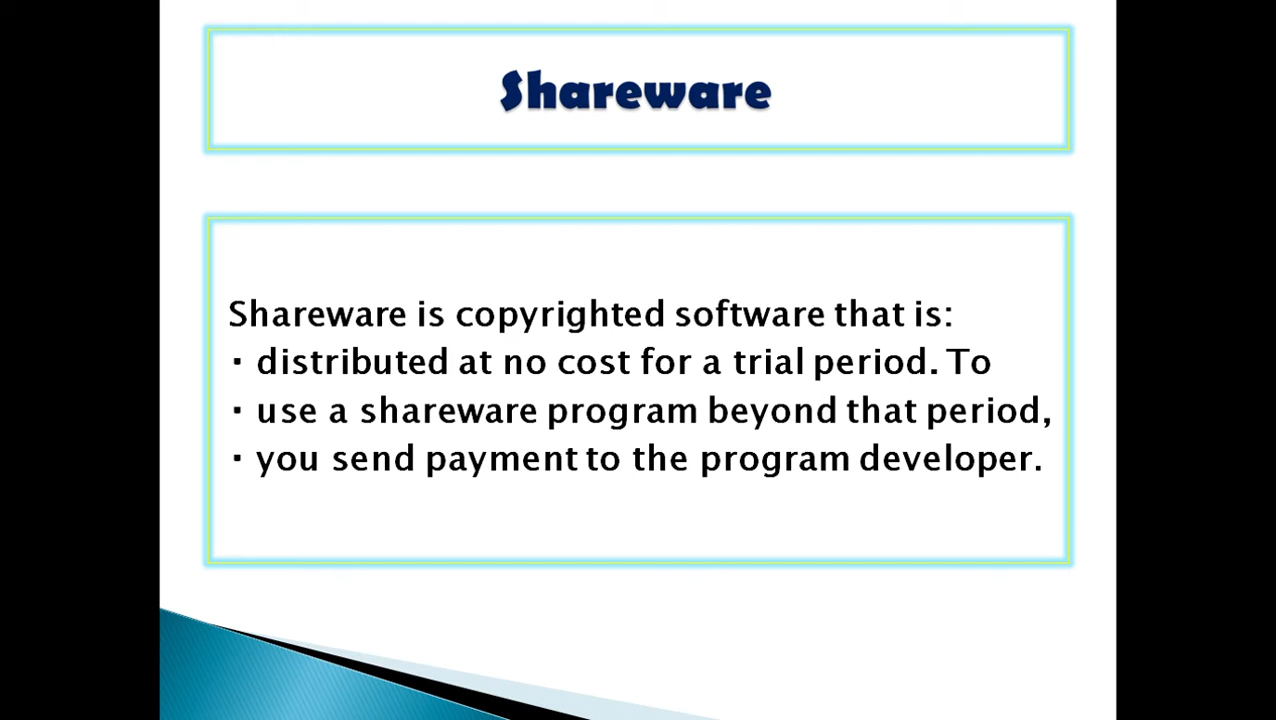 Shareware
Shareware is copyrighted software that is:
▪ distributed at no cost for a trial period. To
▪ use a shareware program beyond that period,
▪ you send payment to the program developer.